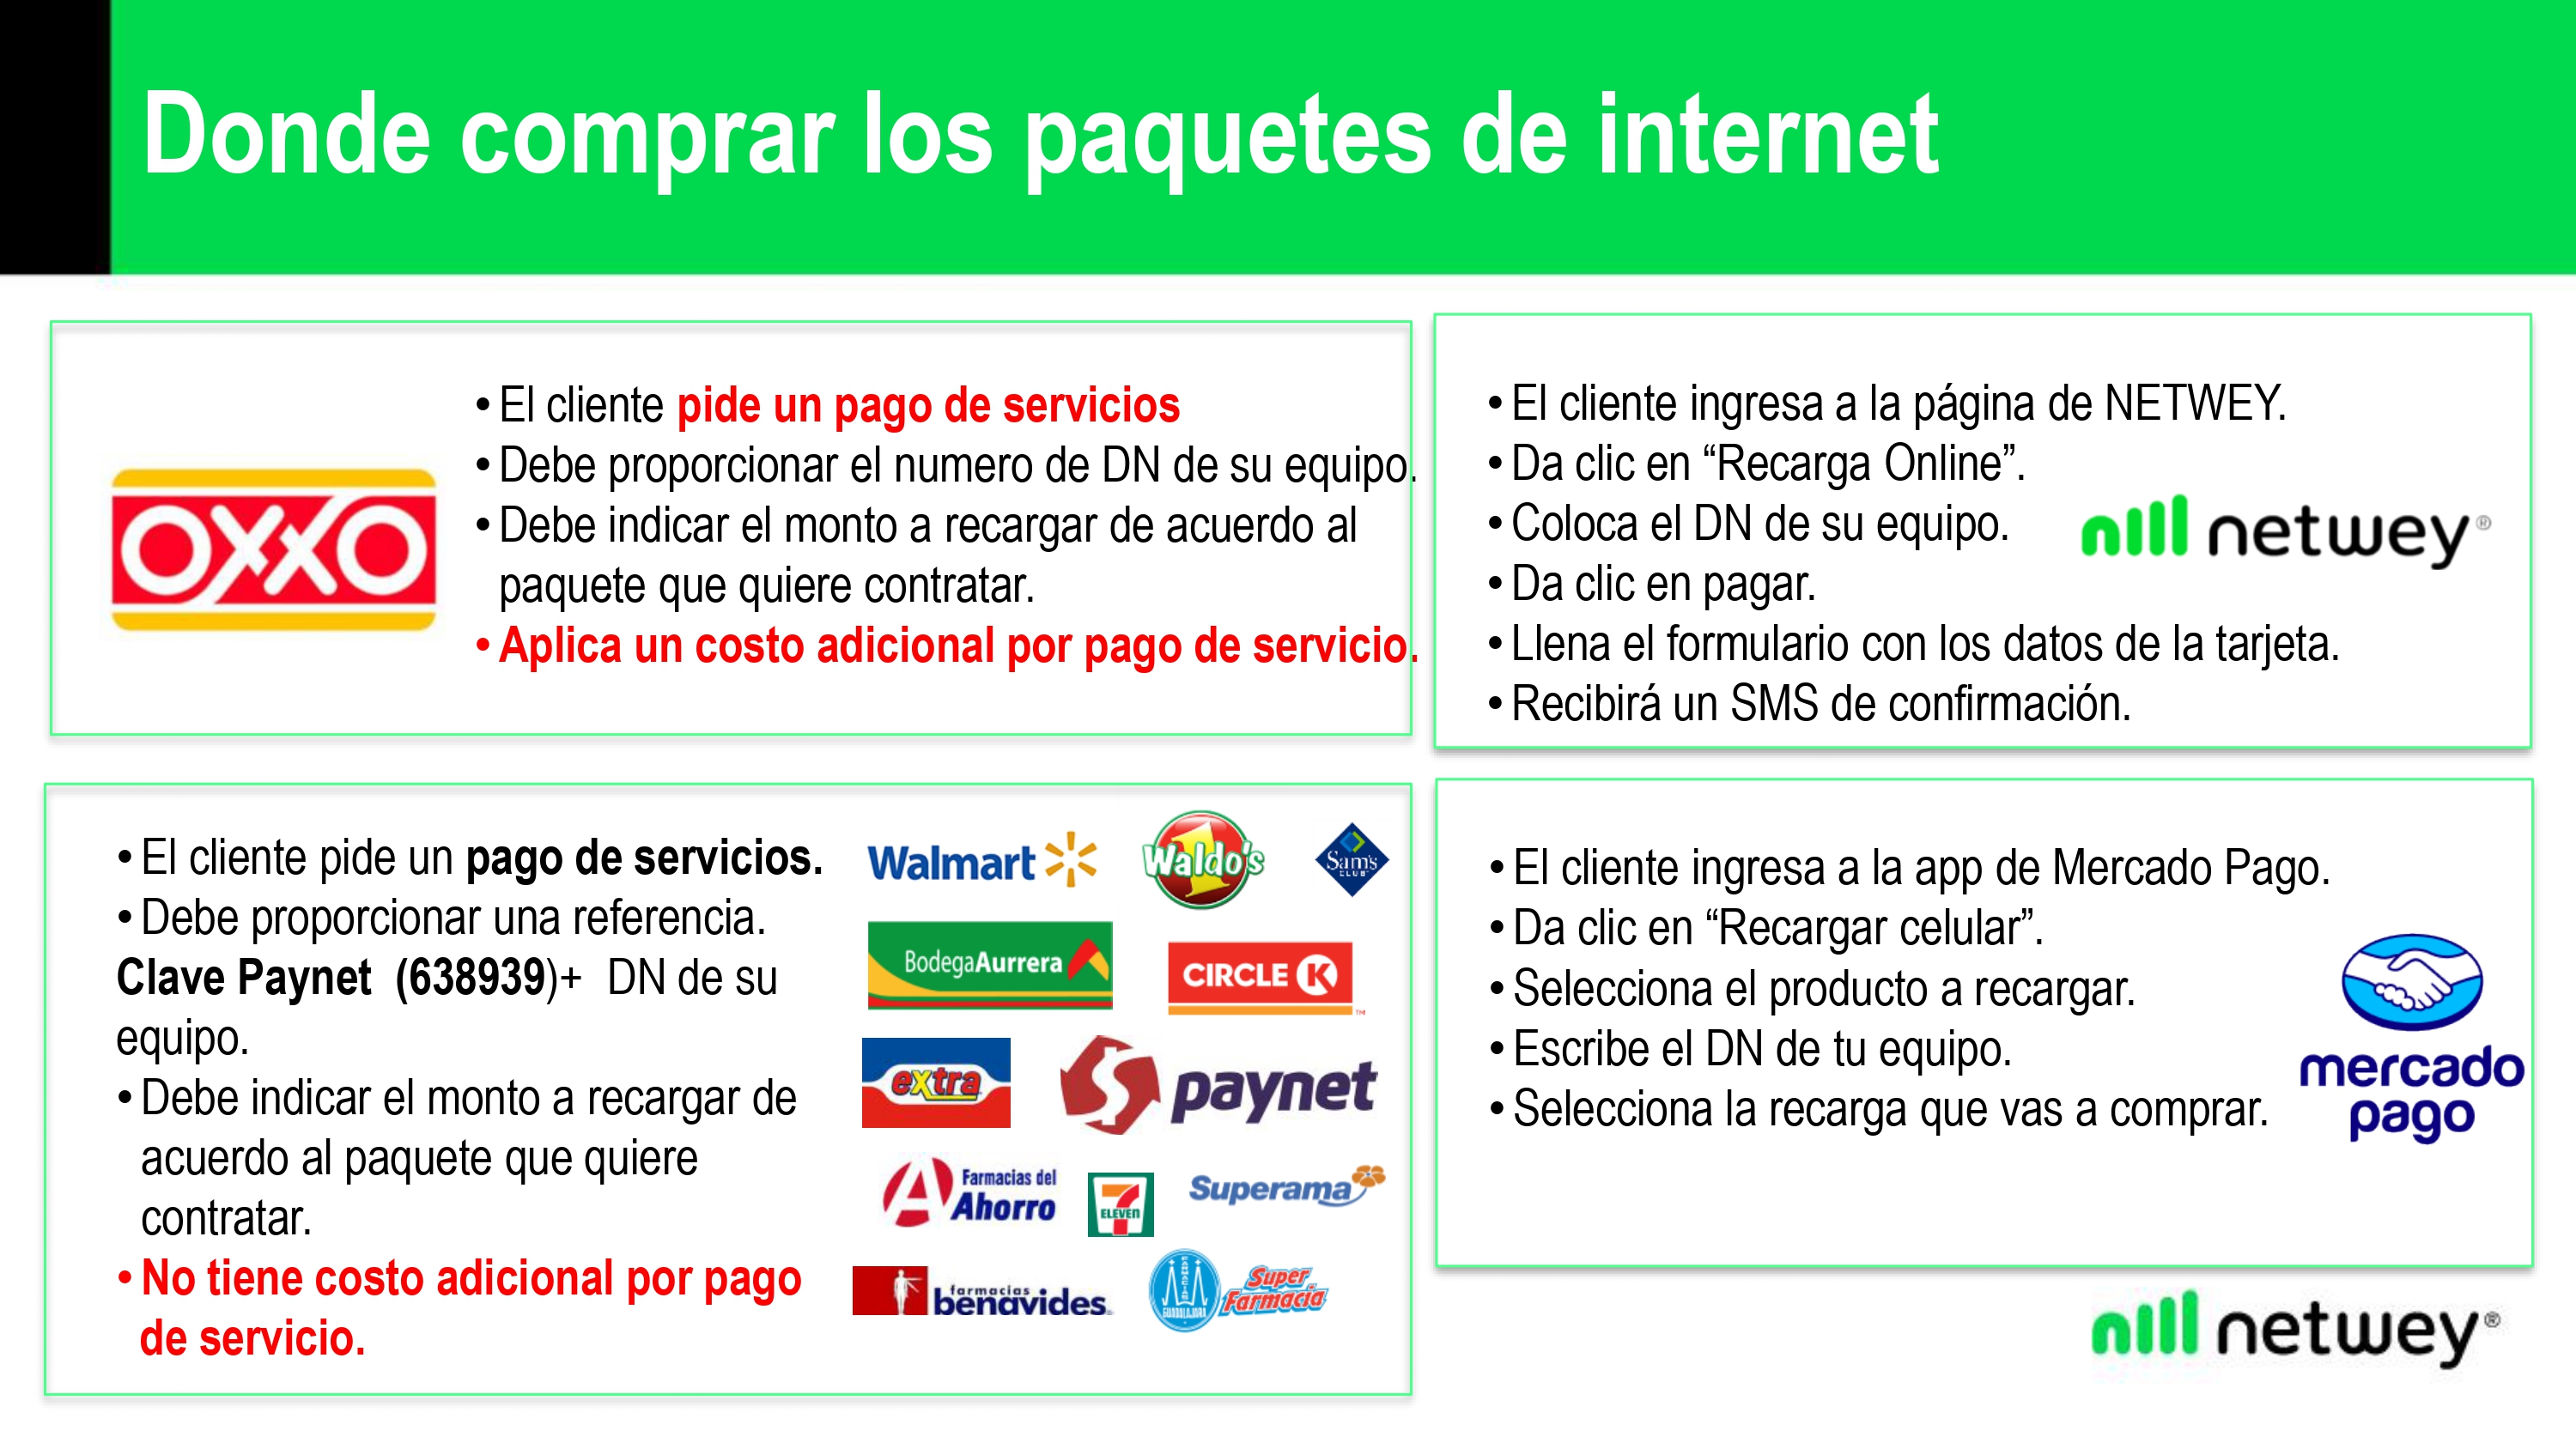 Donde comprar los paquetes de internet
OXXO
• El cliente pide un pago de servicios
• Debe proporcionar el numero de DN de su equipo.
• Debe indicar el monto a recargar de acuerdo al
paquete que quiere contratar.
• Aplica un costo adicional por pago de servicio.
• El cliente ingresa a la página de NETWEY.
• Da clic en “Recarga Online”.
• Coloca el DN de su equipo.
• Da clic en pagar.
• Llena el formulario con los datos de la tarjeta.
• Recibirá un SMS de confirmación.
netwey®
• El cliente pide un pago de servicios.
• Debe proporcionar una referencia.
Clave Paynet (638939)+ DN de su
equipo.
• Debe indicar el monto a recargar de
acuerdo al paquete que quiere
contratar.
• No tiene costo adicional por pago
de servicio.
Walmart
Waldo's
Sam's
CLUB
BodegaAurrera
CIRCLE K
TM
extra
paynet
Farmacias del
Ahorro
7
ELEVEn
Superama
farmacias
benavides
FARMACIAS
GUADALAJARA
Super
Farmacia
• El cliente ingresa a la app de Mercado Pago.
• Da clic en “Recargar celular”.
• Selecciona el producto a recargar.
• Escribe el DN de tu equipo.
• Selecciona la recarga que vas a comprar.
mercado
pago
netwey®